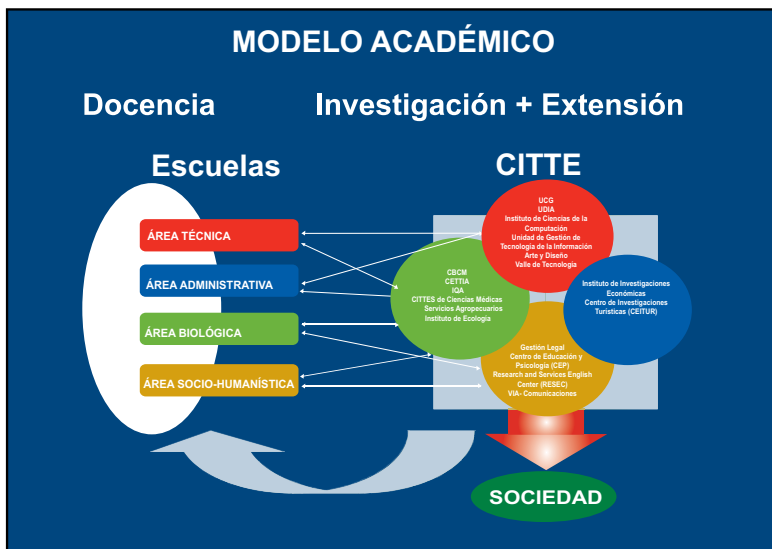 MODELO ACADÉMICO
Docencia
Investigación + Extensión
Escuelas
CITTE
ÁREA TÉCNICA
ÁREA ADMINISTRATIVA
ÁREA BIOLÓGICA
ÁREA SOCIO-HUMANÍSTICA
UCG
UDIA
Instituto de Ciencias de la
Computación
Unidad de Gestión de
Tecnología de la Información
Arte y Diseño
Valle de Tecnología
CBCM
CETTIA
IQA
CITTES de Ciencias Médicas
Servicios Agropecuarios
Instituto de Ecología
Instituto de Investigaciones
Económicas
Centro de Investigaciones
Turísticas (CEITUR)
Gestión Legal
Centro de Educación y
Psicología (CEP)
Research and Services English
Center (RESEC)
VIA- Comunicaciones
SOCIEDAD